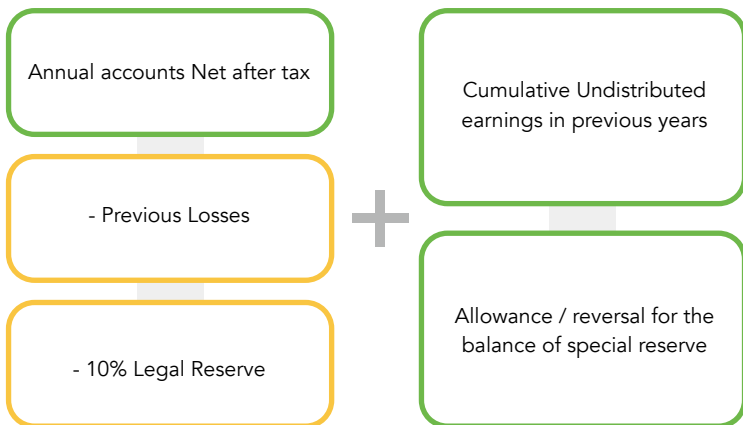 Annual accounts Net after tax
- Previous Losses
- 10% Legal Reserve
+
Cumulative Undistributed
earnings in previous years
Allowance / reversal for the
balance of special reserve